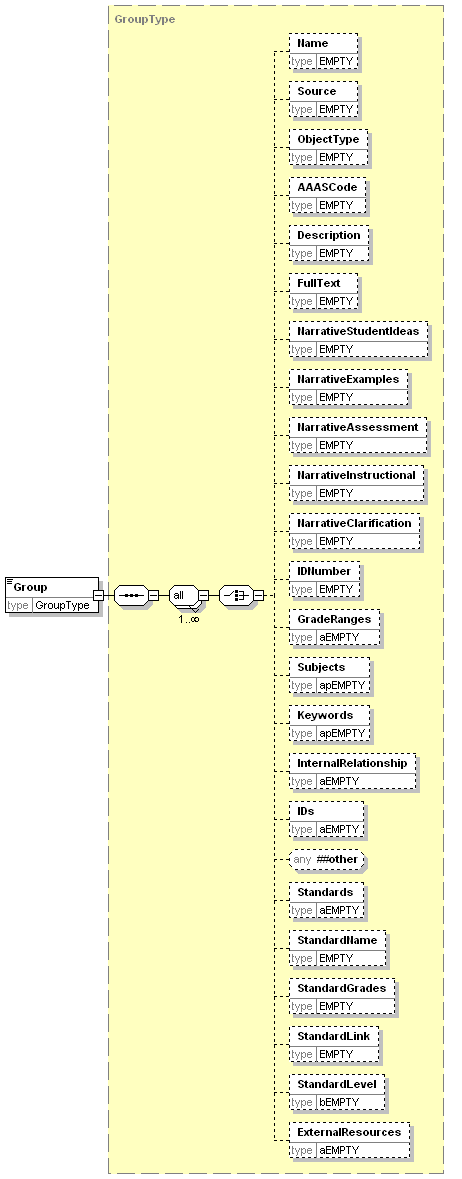 GroupType
Name
type EMPTY
Source
type EMPTY
ObjectType
type EMPTY
AAASCode
type EMPTY
Description
type EMPTY
FullText
type EMPTY
NarrativeStudentIdeas
type EMPTY
NarrativeExamples
type EMPTY
NarrativeAssessment
type EMPTY
NarrativeInstructional
type EMPTY
NarrativeClarification
type EMPTY
Group
type GroupType
all
1..∞
IDNumber
type EMPTY
GradeRanges
type aEMPTY
Subjects
type apEMPTY
Keywords
type apEMPTY
InternalRelationship
type aEMPTY
IDs
type aEMPTY
any ##other
Standards
type aEMPTY
StandardName
type EMPTY
StandardGrades
type EMPTY
StandardLink
type EMPTY
StandardLevel
type bEMPTY
ExternalResources
type aEMPTY